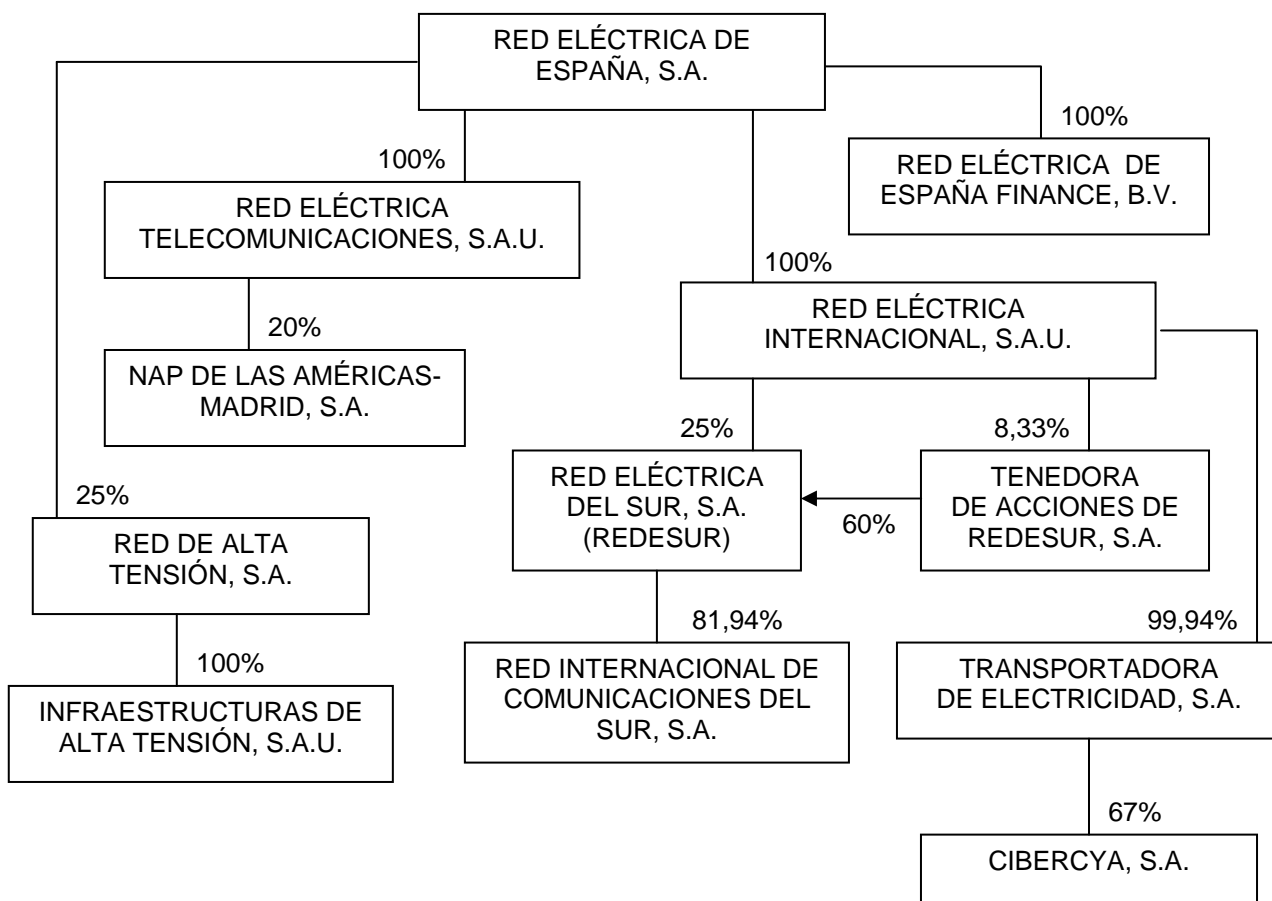 RED ELÉCTRICA DE
ESPAÑA, S.A.
100%
RED ELÉCTRICA DE
ESPAÑA FINANCE, B.V.
100%
RED ELÉCTRICA
TELECOMUNICACIONES, S.A.U.
100%
RED ELÉCTRICA
INTERNACIONAL, S.A.U.
20%
NAP DE LAS AMÉRICAS-
MADRID, S.A.
25%
RED ELÉCTRICA
DEL SUR, S.A.
(REDESUR)
8,33%
TENEDORA
DE ACCIONES DE
REDESUR, S.A.
60%
25%
RED DE ALTA
TENSIÓN, S.A.
100%
INFRAESTRUCTURAS DE
ALTA TENSIÓN, S.A.U.
81,94%
RED INTERNACIONAL DE
COMUNICACIONES DEL
SUR, S.A.
99,94%
TRANSPORTADORA
DE ELECTRICIDAD, S.A.
67%
CIBERCYA, S.A.